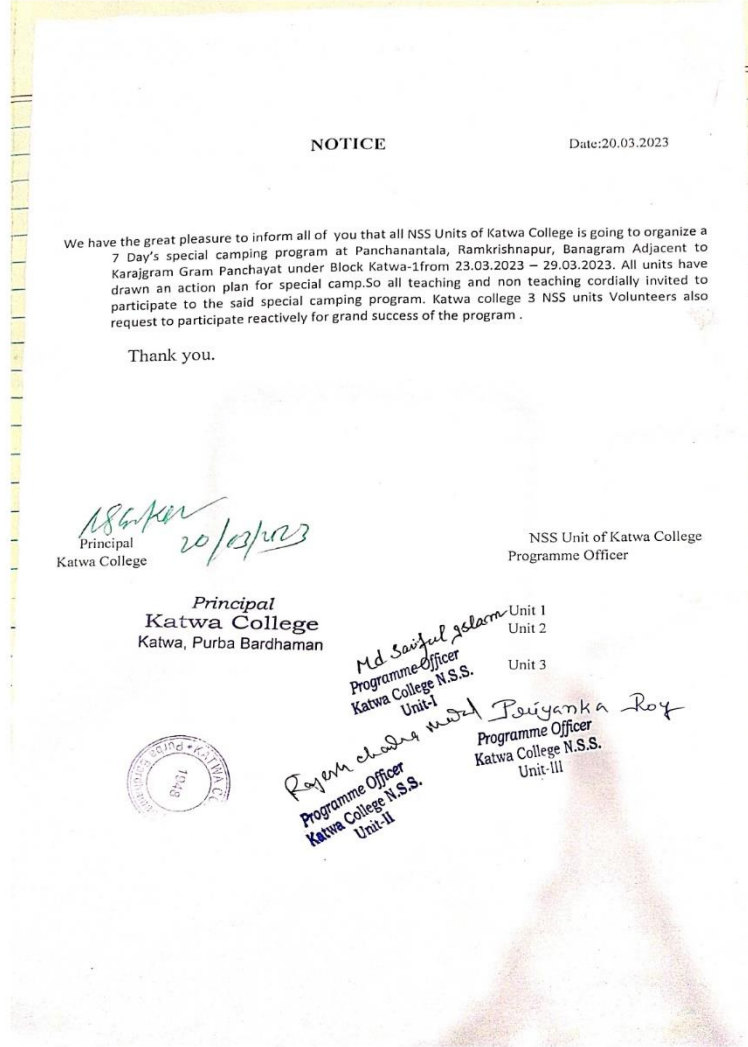 NOTICE Date:20.03.2023
We have the great pleasure to inform all of you that all NSS Units of Katwa College is going to organize a
7 Day's special camping program at Panchanantala, Ramkrishnapur, Banagram Adjacent to
Karajgram Gram Panchayat under Block Katwa-1from 23.03.2023 – 29.03.2023. All units have
drawn an action plan for special camp.So all teaching and non teaching cordially invited to
participate to the said special camping program. Katwa college 3 NSS units Volunteers also
request to participate reactively for grand success of the program .
Thank you.
20/03/2023
Principal
Katwa College
NSS Unit of Katwa College
Programme Officer
Principal
Katwa College
Katwa, Purba Bardhaman
Unit 1
Unit 2
Unit 3
Md Saiful Islam
Programme Officer
Katwa College N.S.S.
Unit-I
Priyanka Roy
Programme Officer
Katwa College N.S.S.
Unit-III
Rajesh
Programme Officer
Katwa College N.S.S.
Unit-II
KATWA
1948